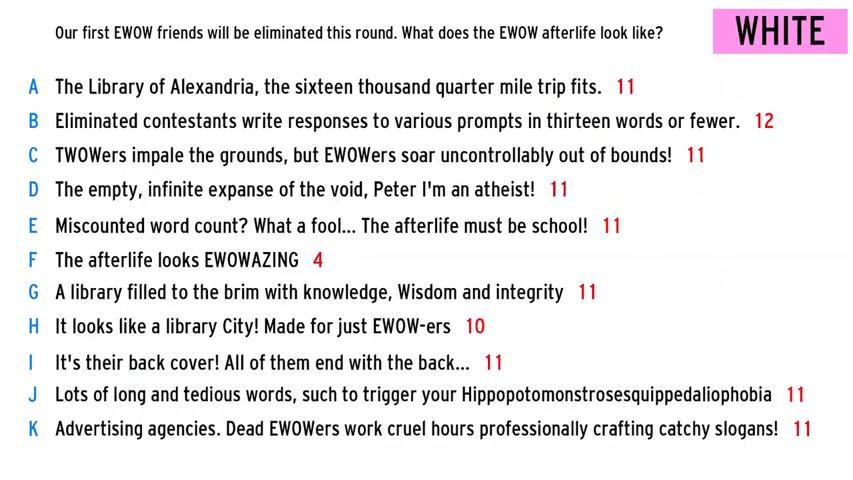 Our first EWOW friends will be eliminated this round. What does the EWOW afterlife look like?
WHITE
A The Library of Alexandria, the sixteen thousand quarter mile trip fits. 11
B Eliminated contestants write responses to various prompts in thirteen words or fewer. 12
C TWOWers impale the grounds, but EWOWers soar uncontrollably out of bounds! 11
D The empty, infinite expanse of the void, Peter I'm an atheist! 11
E Miscounted word count? What a fool... The afterlife must be school! 11
F The afterlife looks EWOWAZING 4
G A library filled to the brim with knowledge, Wisdom and integrity 11
H It looks like a library City! Made for just EWOW-ers 10
I It's their back cover! All of them end with the back... 11
J Lots of long and tedious words, such to trigger your Hippopotomonstrosesquippedaliophobia 11
K Advertising agencies. Dead EWOWers work cruel hours professionally crafting catchy slogans! 11